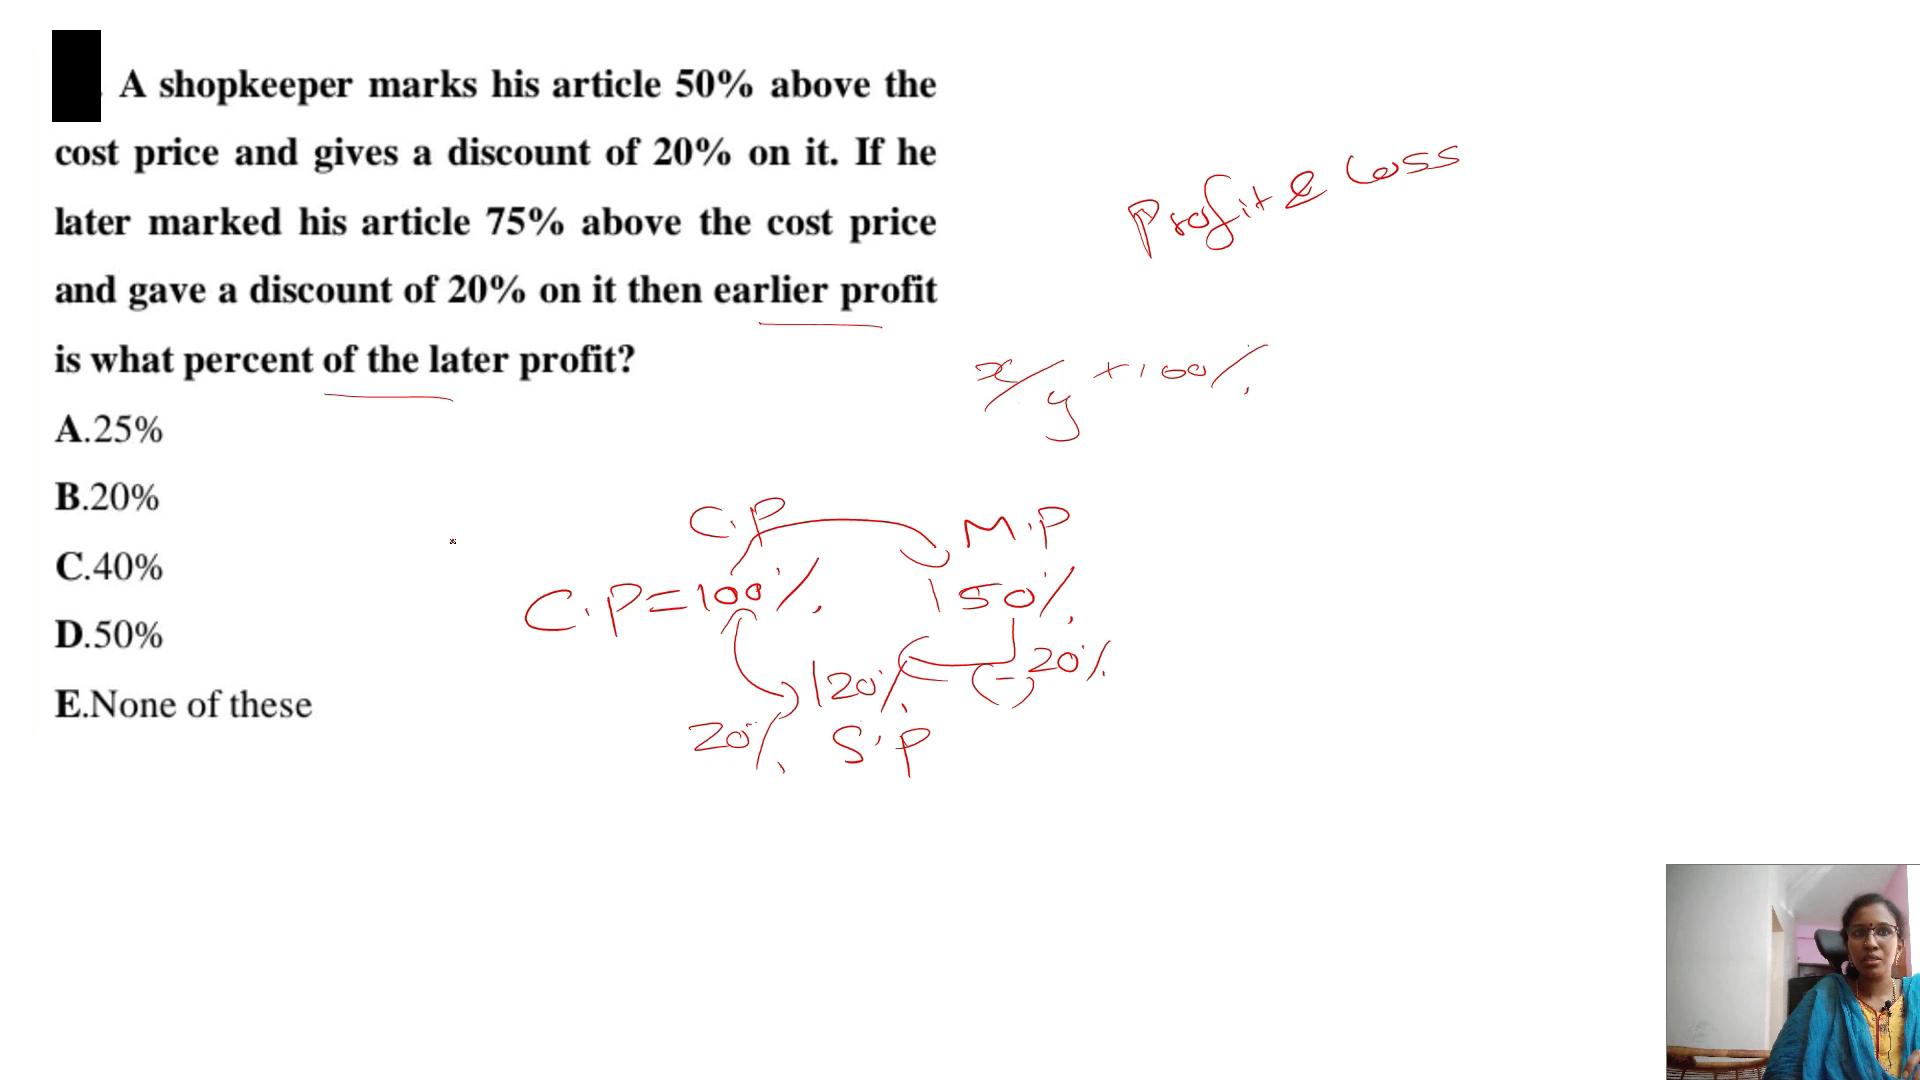 A shopkeeper marks his article 50% above the
cost price and gives a discount of 20% on it. If he
later marked his article 75% above the cost price
and gave a discount of 20% on it then earlier profit
is what percent of the later profit?
A.25%
B.20%
C.40%
D.50%
E.None of these
Profit & Loss
x/y × 100%
C.P M.P
C.P = 100% 150%
(-) 20%
120%
20% S.P